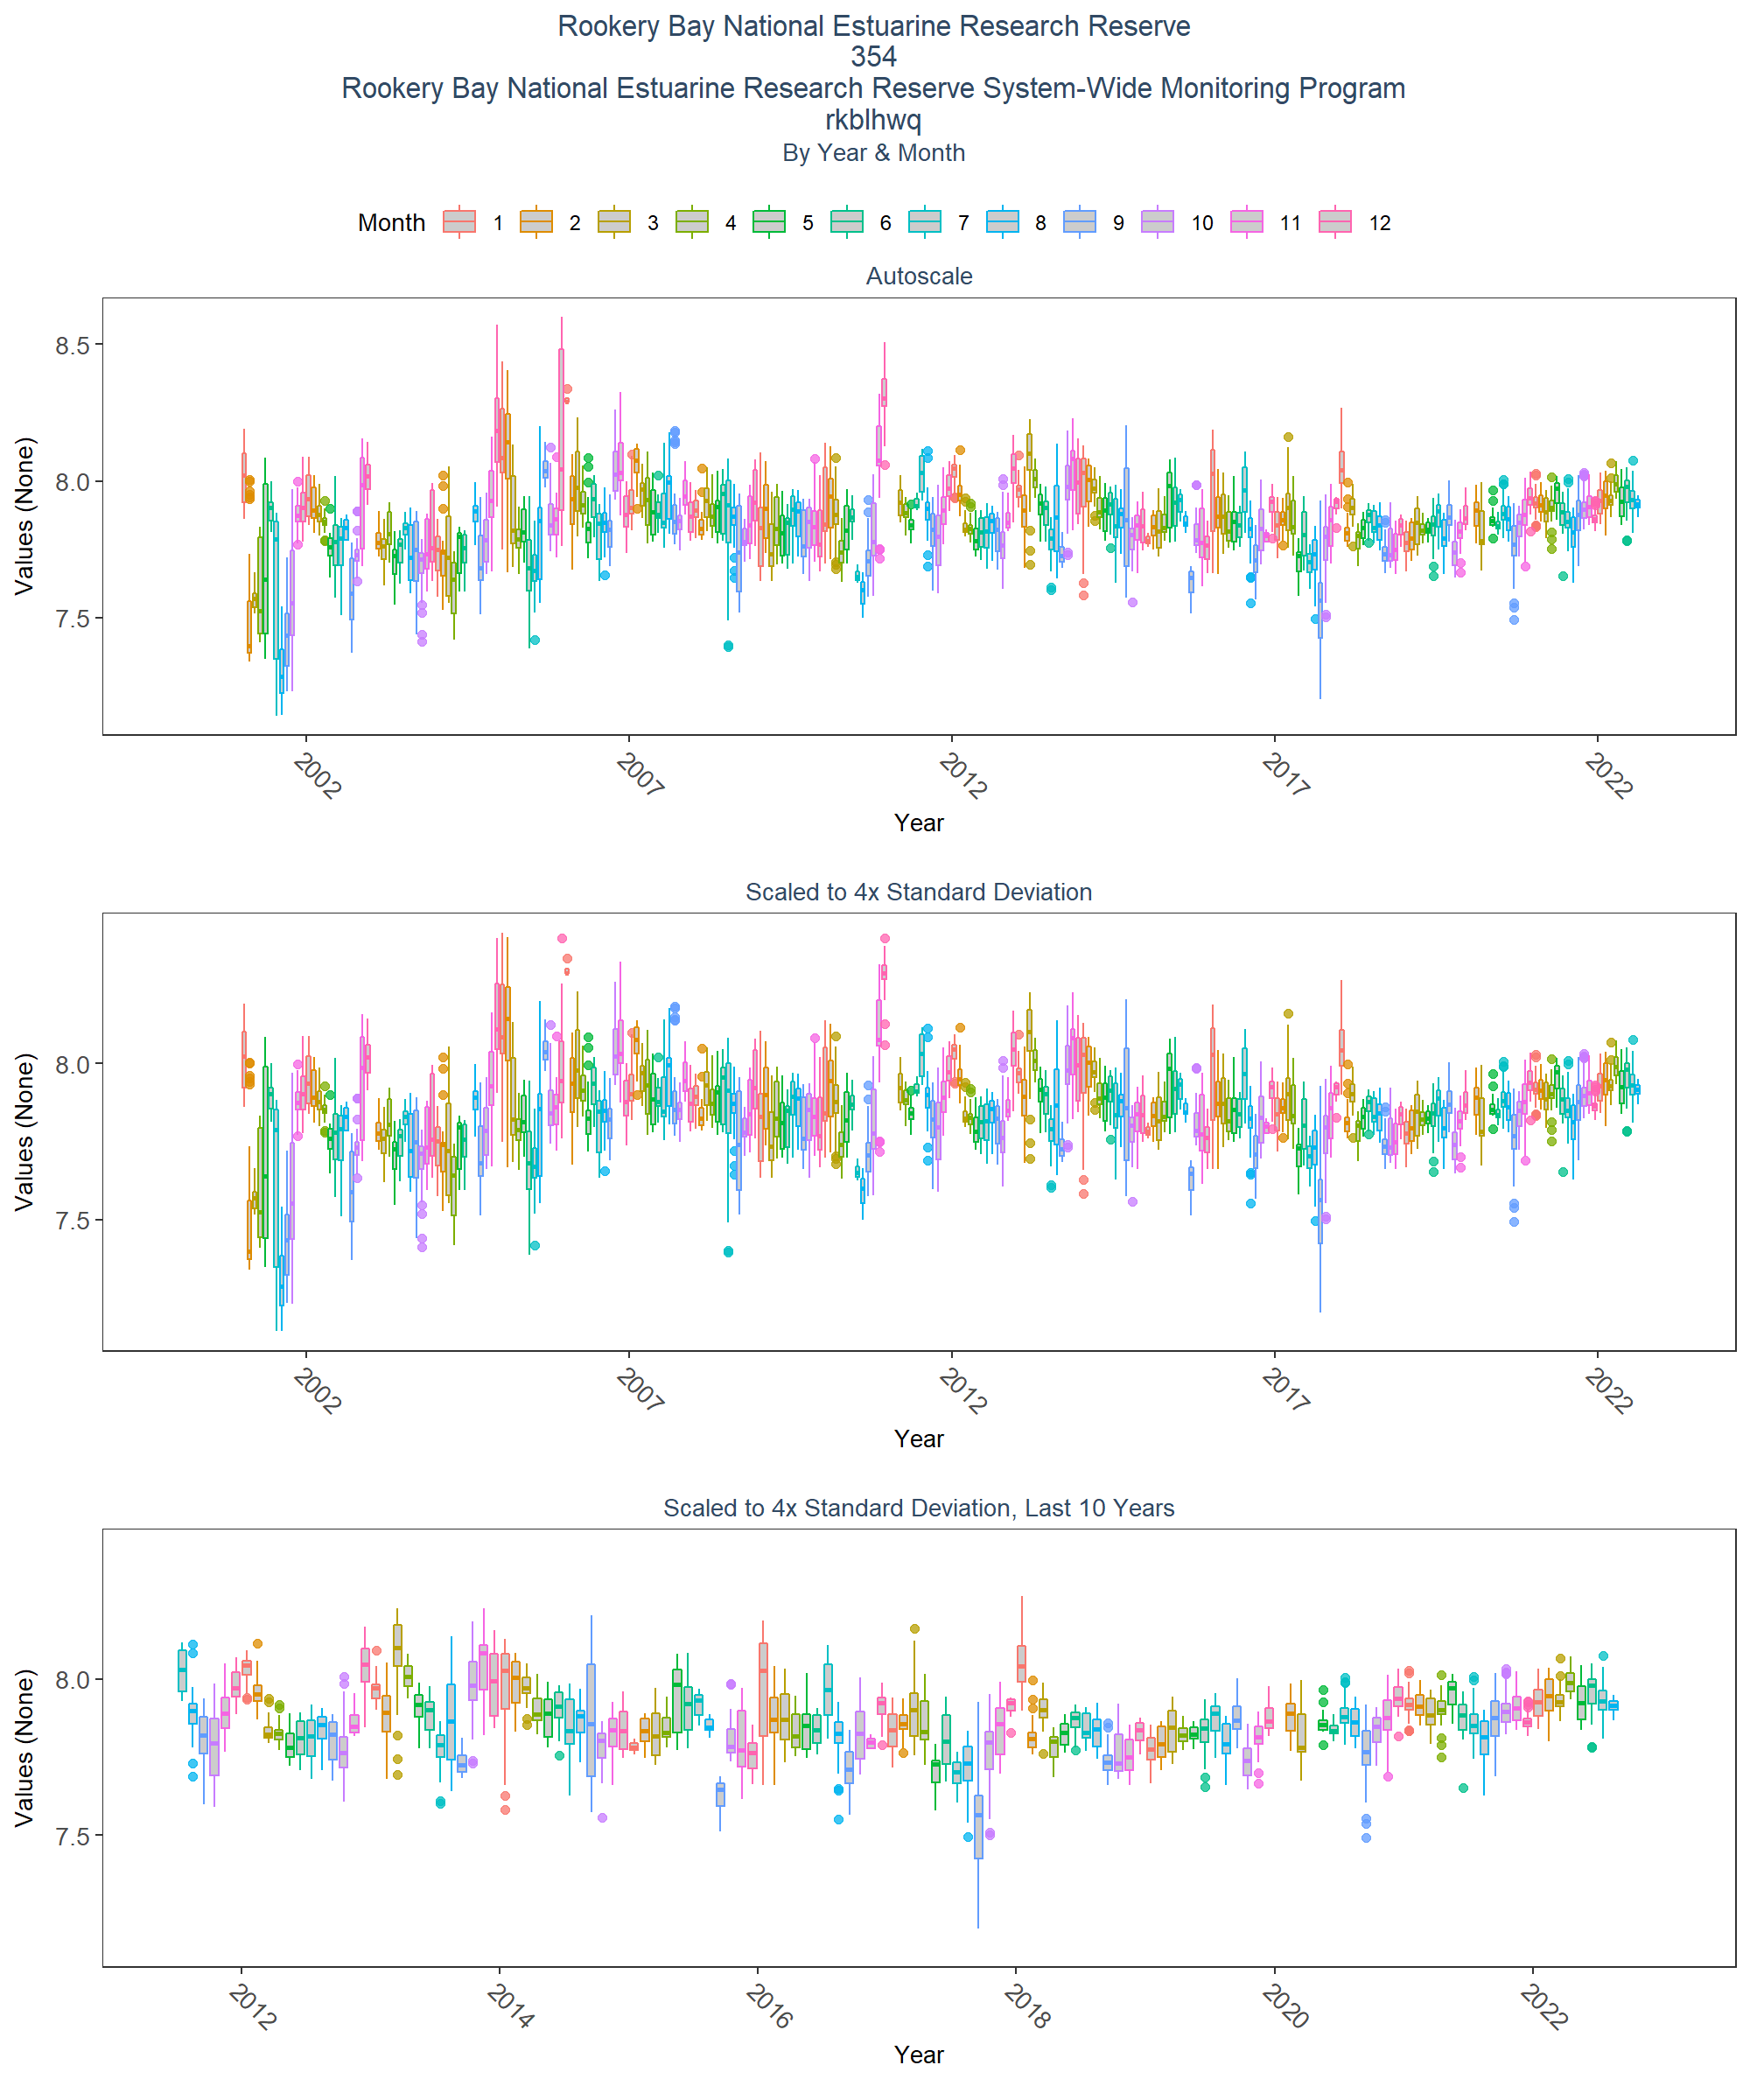 Rookery Bay National Estuarine Research Reserve
354
Rookery Bay National Estuarine Research Reserve System-Wide Monitoring Program
rkblhwq
By Year & Month
Month 1 2 3 4 5 6 7 8 9 10 11 12
Autoscale
Values (None)
8.5
8.0
7.5
2002 2007 2012 2017 2022
Year
Scaled to 4x Standard Deviation
Values (None)
8.0
7.5
2002 2007 2012 2017 2022
Year
Scaled to 4x Standard Deviation, Last 10 Years
Values (None)
8.0
7.5
2012 2014 2016 2018 2020 2022
Year